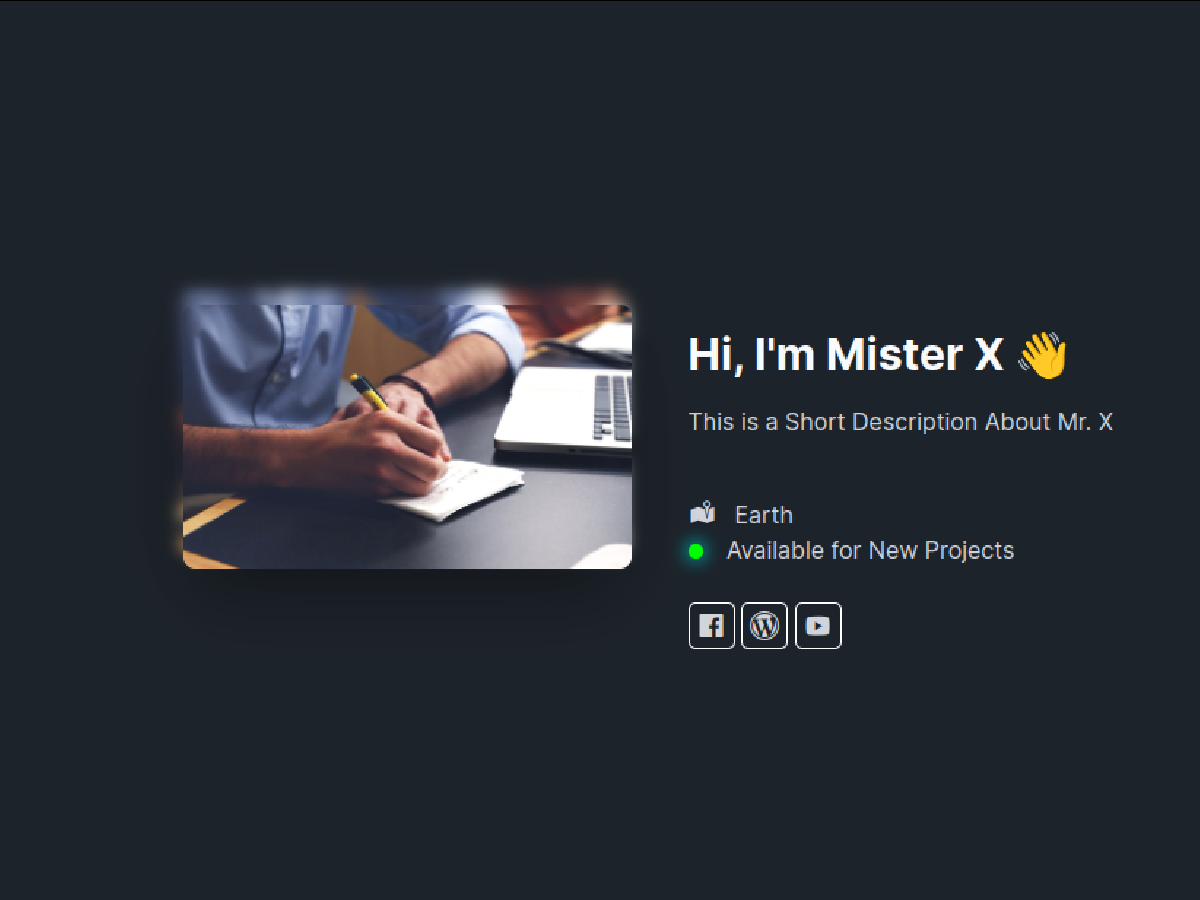 Hi, I'm Mister X 👋
This is a Short Description About Mr. X
Earth
Available for New Projects